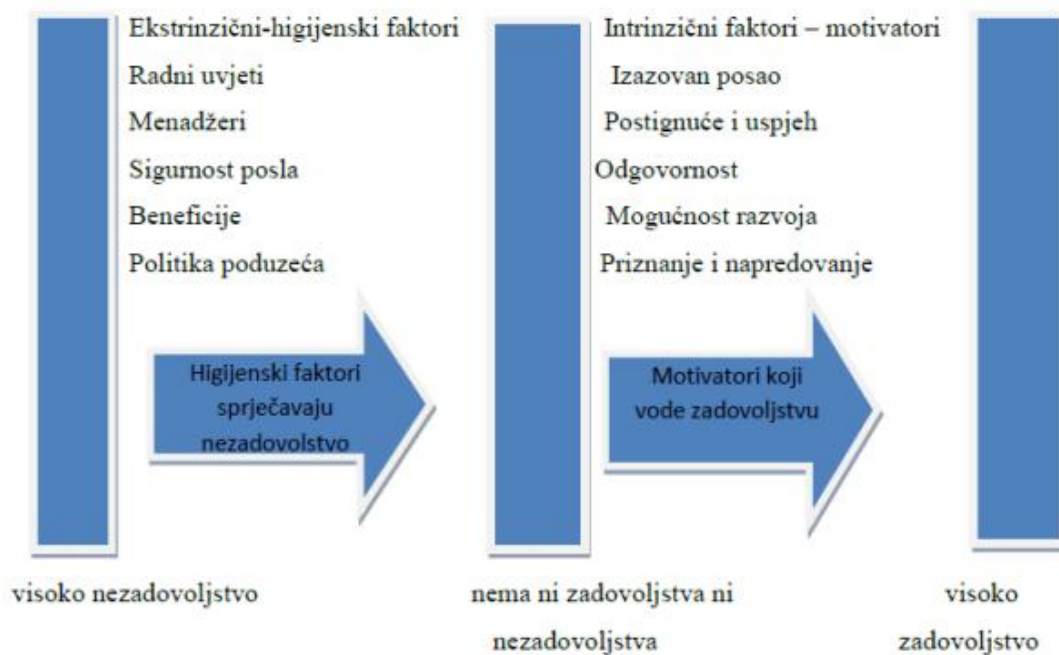 Ekstrinzični-higijenski faktori
Radni uvjeti
Menadžeri
Sigurnost posla
Beneficije
Politika poduzeća
Intrinzični faktori – motivatori
Izazovan posao
Postignuće i uspjeh
Odgovornost
Mogućnost razvoja
Priznanje i napredovanje
Higijenski faktori
sprječavaju
nezadovolstvo
Motivatori koji
vode zadovoljstvu
visoko nezadovoljstvo
nema ni zadovoljstva ni
nezadovoljstva
visoko
zadovoljstvo